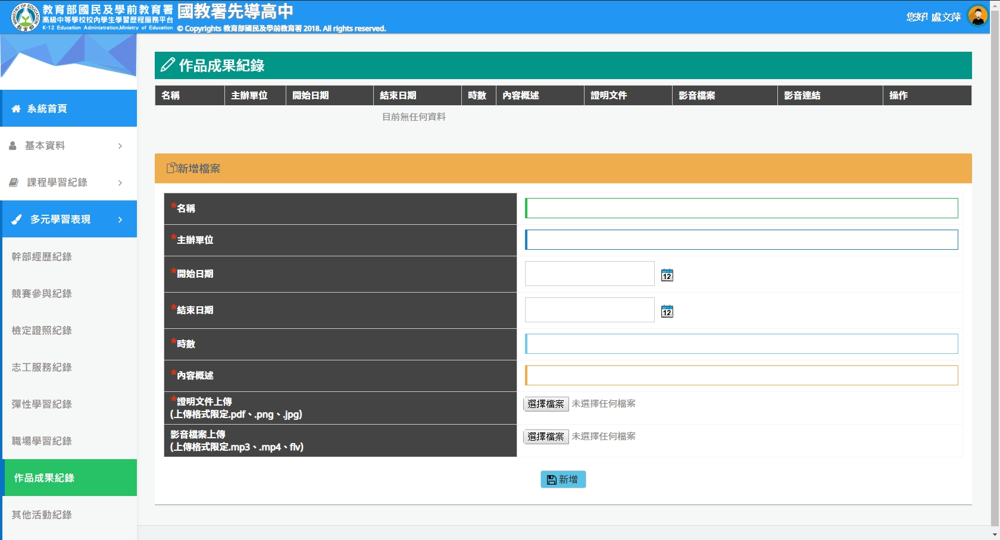 教育部國民及學前教育署
高級中等學校校內學生學習歷程服務平台
K-12 Education Administration,Ministry of Education
MINISTRY OF EDUCATION
教育部
國教署先導高中
© Copyrights 教育部國民及學前教育署 2018. All rights reserved.
您好! 盧文萍
系統首頁
基本資料
課程學習紀錄
多元學習表現
幹部經歷紀錄
競賽參與紀錄
檢定證照紀錄
志工服務紀錄
彈性學習紀錄
職場學習紀錄
作品成果紀錄
其他活動紀錄
作品成果紀錄
名稱 主辦單位 開始日期 結束日期 時數 內容概述 證明文件 影音檔案 影音連結 操作
目前無任何資料
新增檔案
*名稱
*主辦單位
*開始日期
12
*結束日期
12
*時數
*內容概述
*證明文件上傳
(上傳格式限定.pdf、.png、.jpg)
選擇檔案 未選擇任何檔案
影音檔案上傳
(上傳格式限定.mp3、.mp4、flv)
選擇檔案 未選擇任何檔案
新增